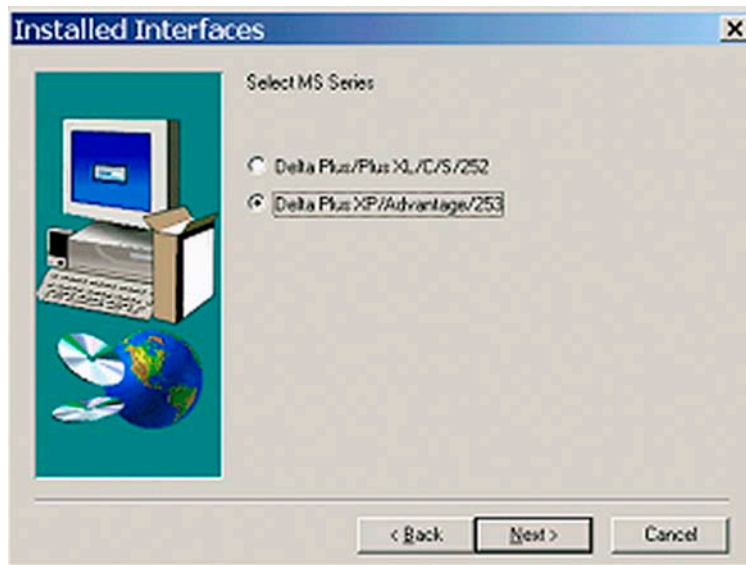 Installed Interfaces
Select MS Series
Delta Plus/Plus XL/C/S/252
Delta Plus XP/Advantage/253
< Back
Next >
Cancel